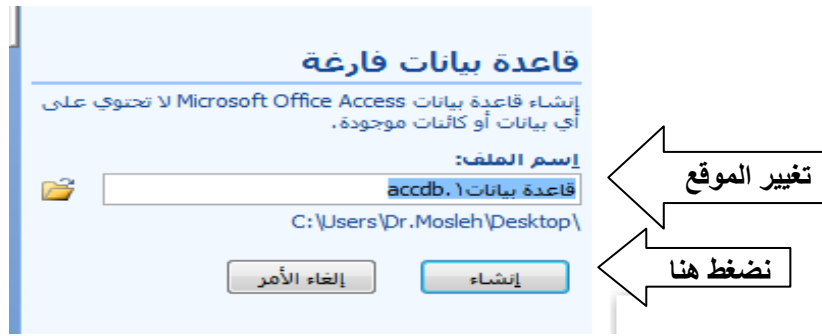 قاعدة بيانات فارغة
إنشاء قاعدة بيانات Microsoft Office Access لا تحتوي على
أي بيانات أو كائنات موجودة.
إسم الملف:
قاعدة بيانات١.accdb
C:\Users\Dr.Mosleh\Desktop\
إنشاء
إلغاء الأمر
تغيير الموقع
نضغط هنا